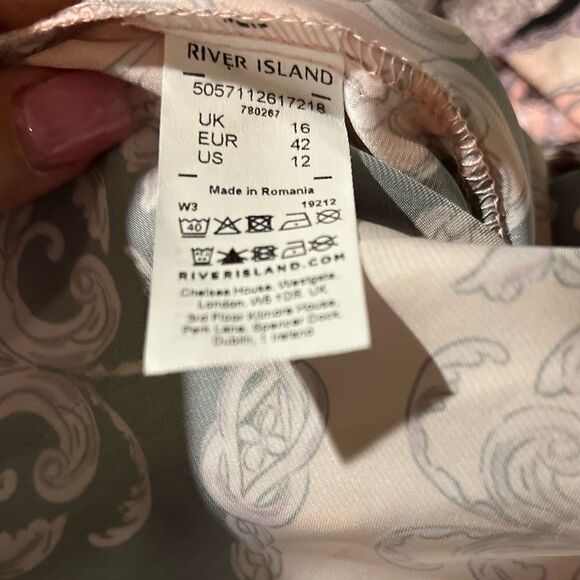 RIVER ISLAND
5057112617218
780267
UK 16
EUR 42
US 12
Made in Romania
W3 19212
40
RIVERISLAND.COM
Chelsea House, Westgate,
London, W5 1DR, UK
3rd Floor Kilmore House,
Park Lane, Spencer Dock,
Dublin, 1 Ireland